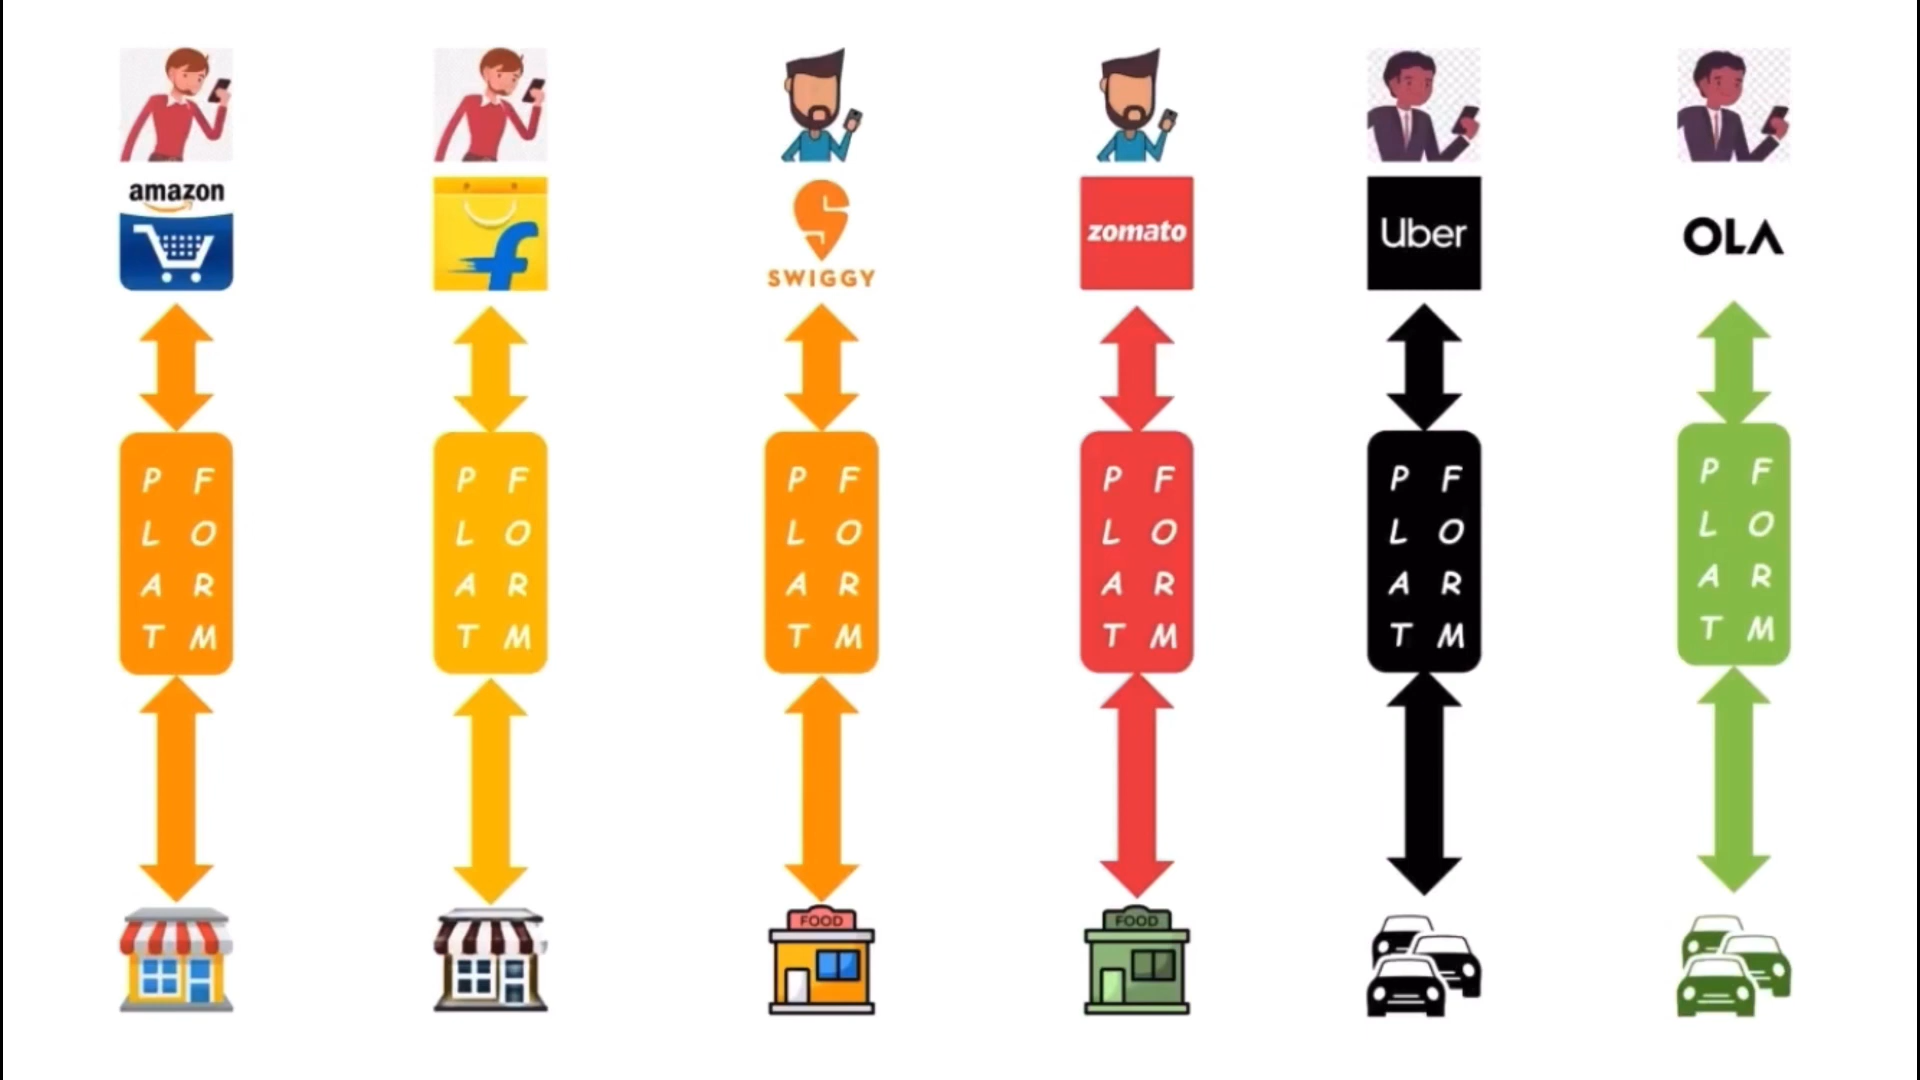 amazon
f
SWIGGY
zomato
Uber
OLA
P F
L O
A R
T M
P F
L O
A R
T M
P F
L O
A R
T M
P F
L O
A R
T M
P F
L O
A R
T M
P F
L O
A R
T M
FOOD
FOOD